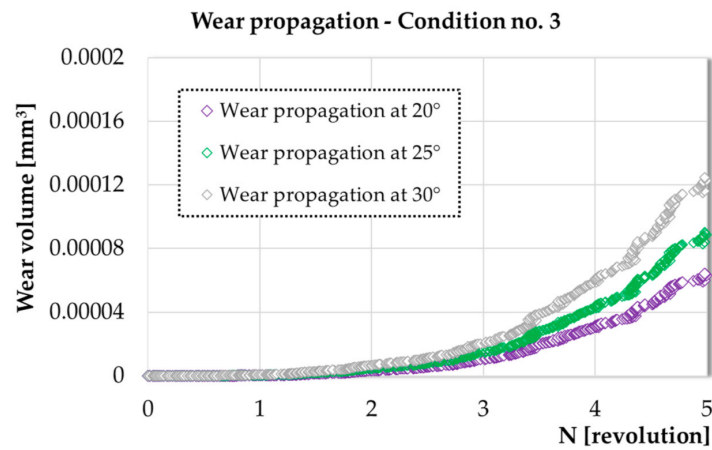 Wear propagation - Condition no. 3
Wear volume [mm³]
0.0002
0.00016
0.00012
0.00008
0.00004
0
Wear propagation at 20°
Wear propagation at 25°
Wear propagation at 30°
0 1 2 3 4 5
N [revolution]